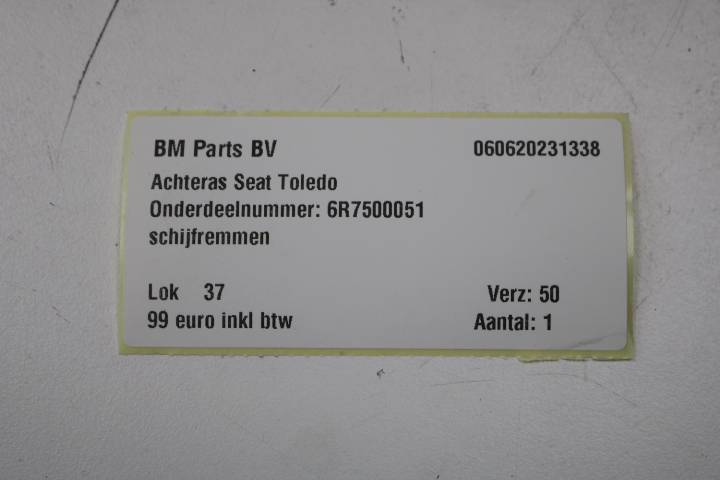 BM Parts BV 060620231338
Achteras Seat Toledo
Onderdeelnummer: 6R7500051
schijfremmen
Lok 37 Verz: 50
99 euro inkl btw Aantal: 1